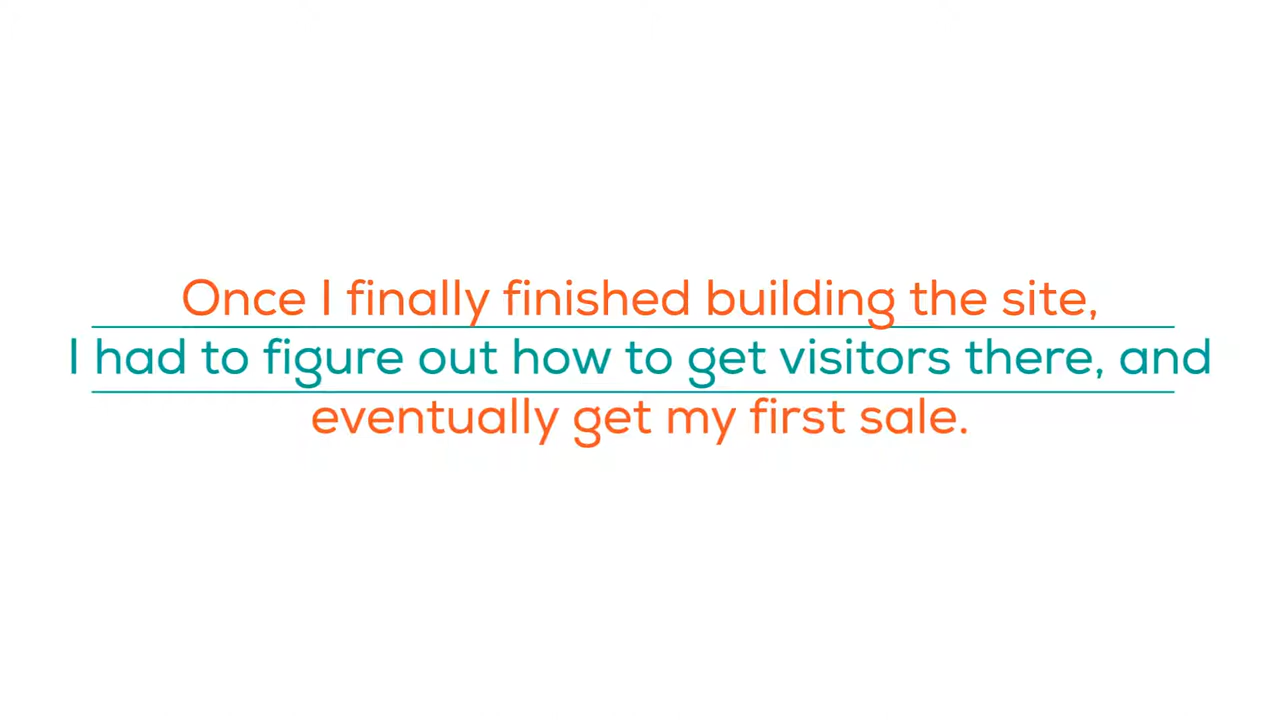 Once I finally finished building the site,
I had to figure out how to get visitors there, and
eventually get my first sale.